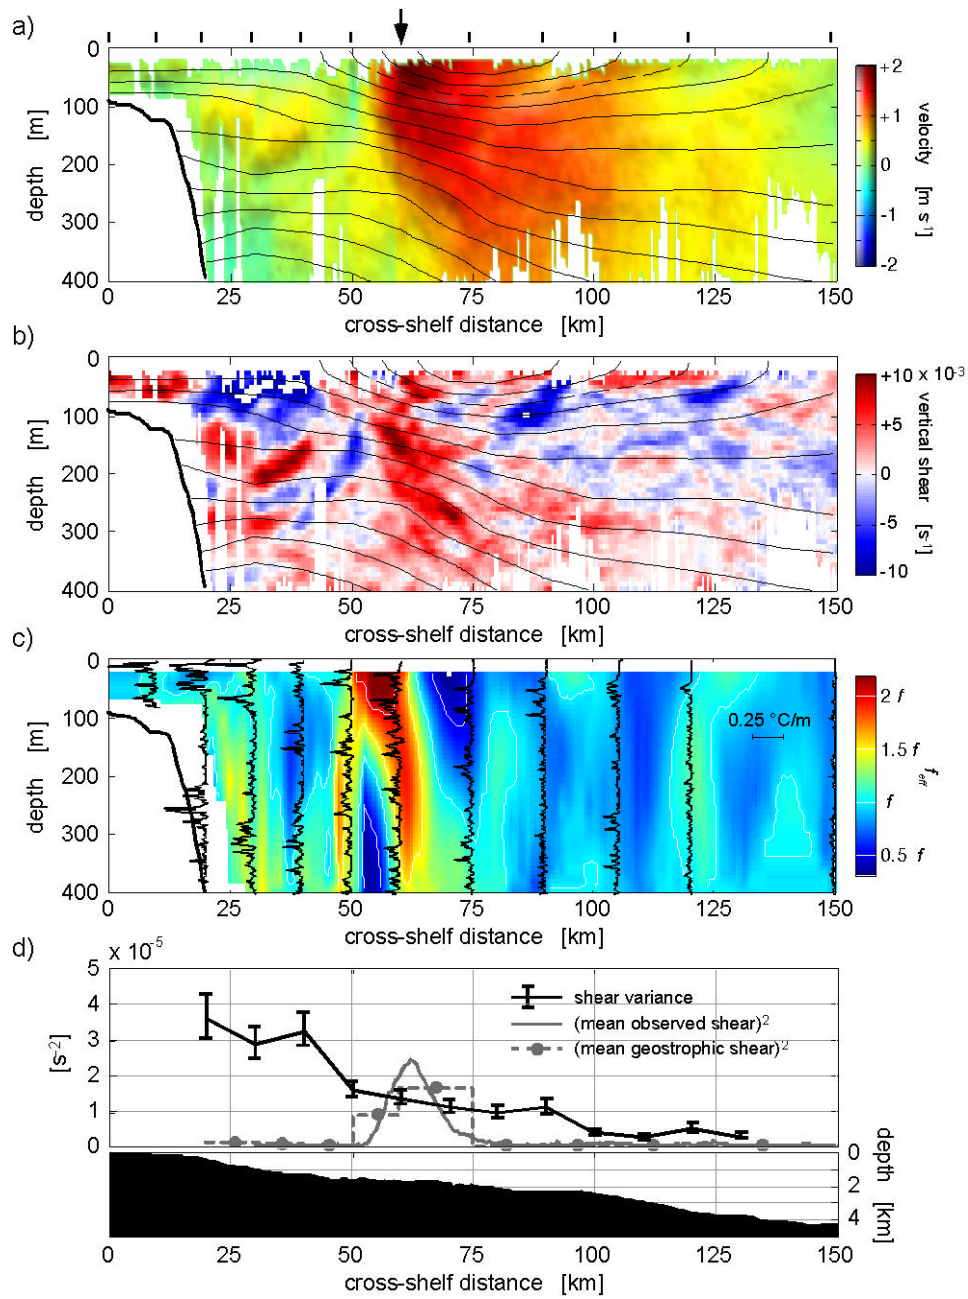 a)
0
100
200
300
400
depth [m]
0 25 50 75 100 125 150
cross-shelf distance [km]
+2
+1
0
-1
-2
velocity [m s⁻¹]
b)
0
100
200
300
400
depth [m]
0 25 50 75 100 125 150
cross-shelf distance [km]
+10
+5
0
-5
-10
×10⁻³ vertical shear [s⁻¹]
c)
0
100
200
300
400
depth [m]
0.25 °C/m
0 25 50 75 100 125 150
cross-shelf distance [km]
2 f
1.5 f
f
0.5 f
f_eff
d)
x 10⁻⁵
5
4
3
2
1
0
[s⁻²]
shear variance
(mean observed shear)²
(mean geostrophic shear)²
0
2
4
depth [km]
0 25 50 75 100 125 150
cross-shelf distance [km]